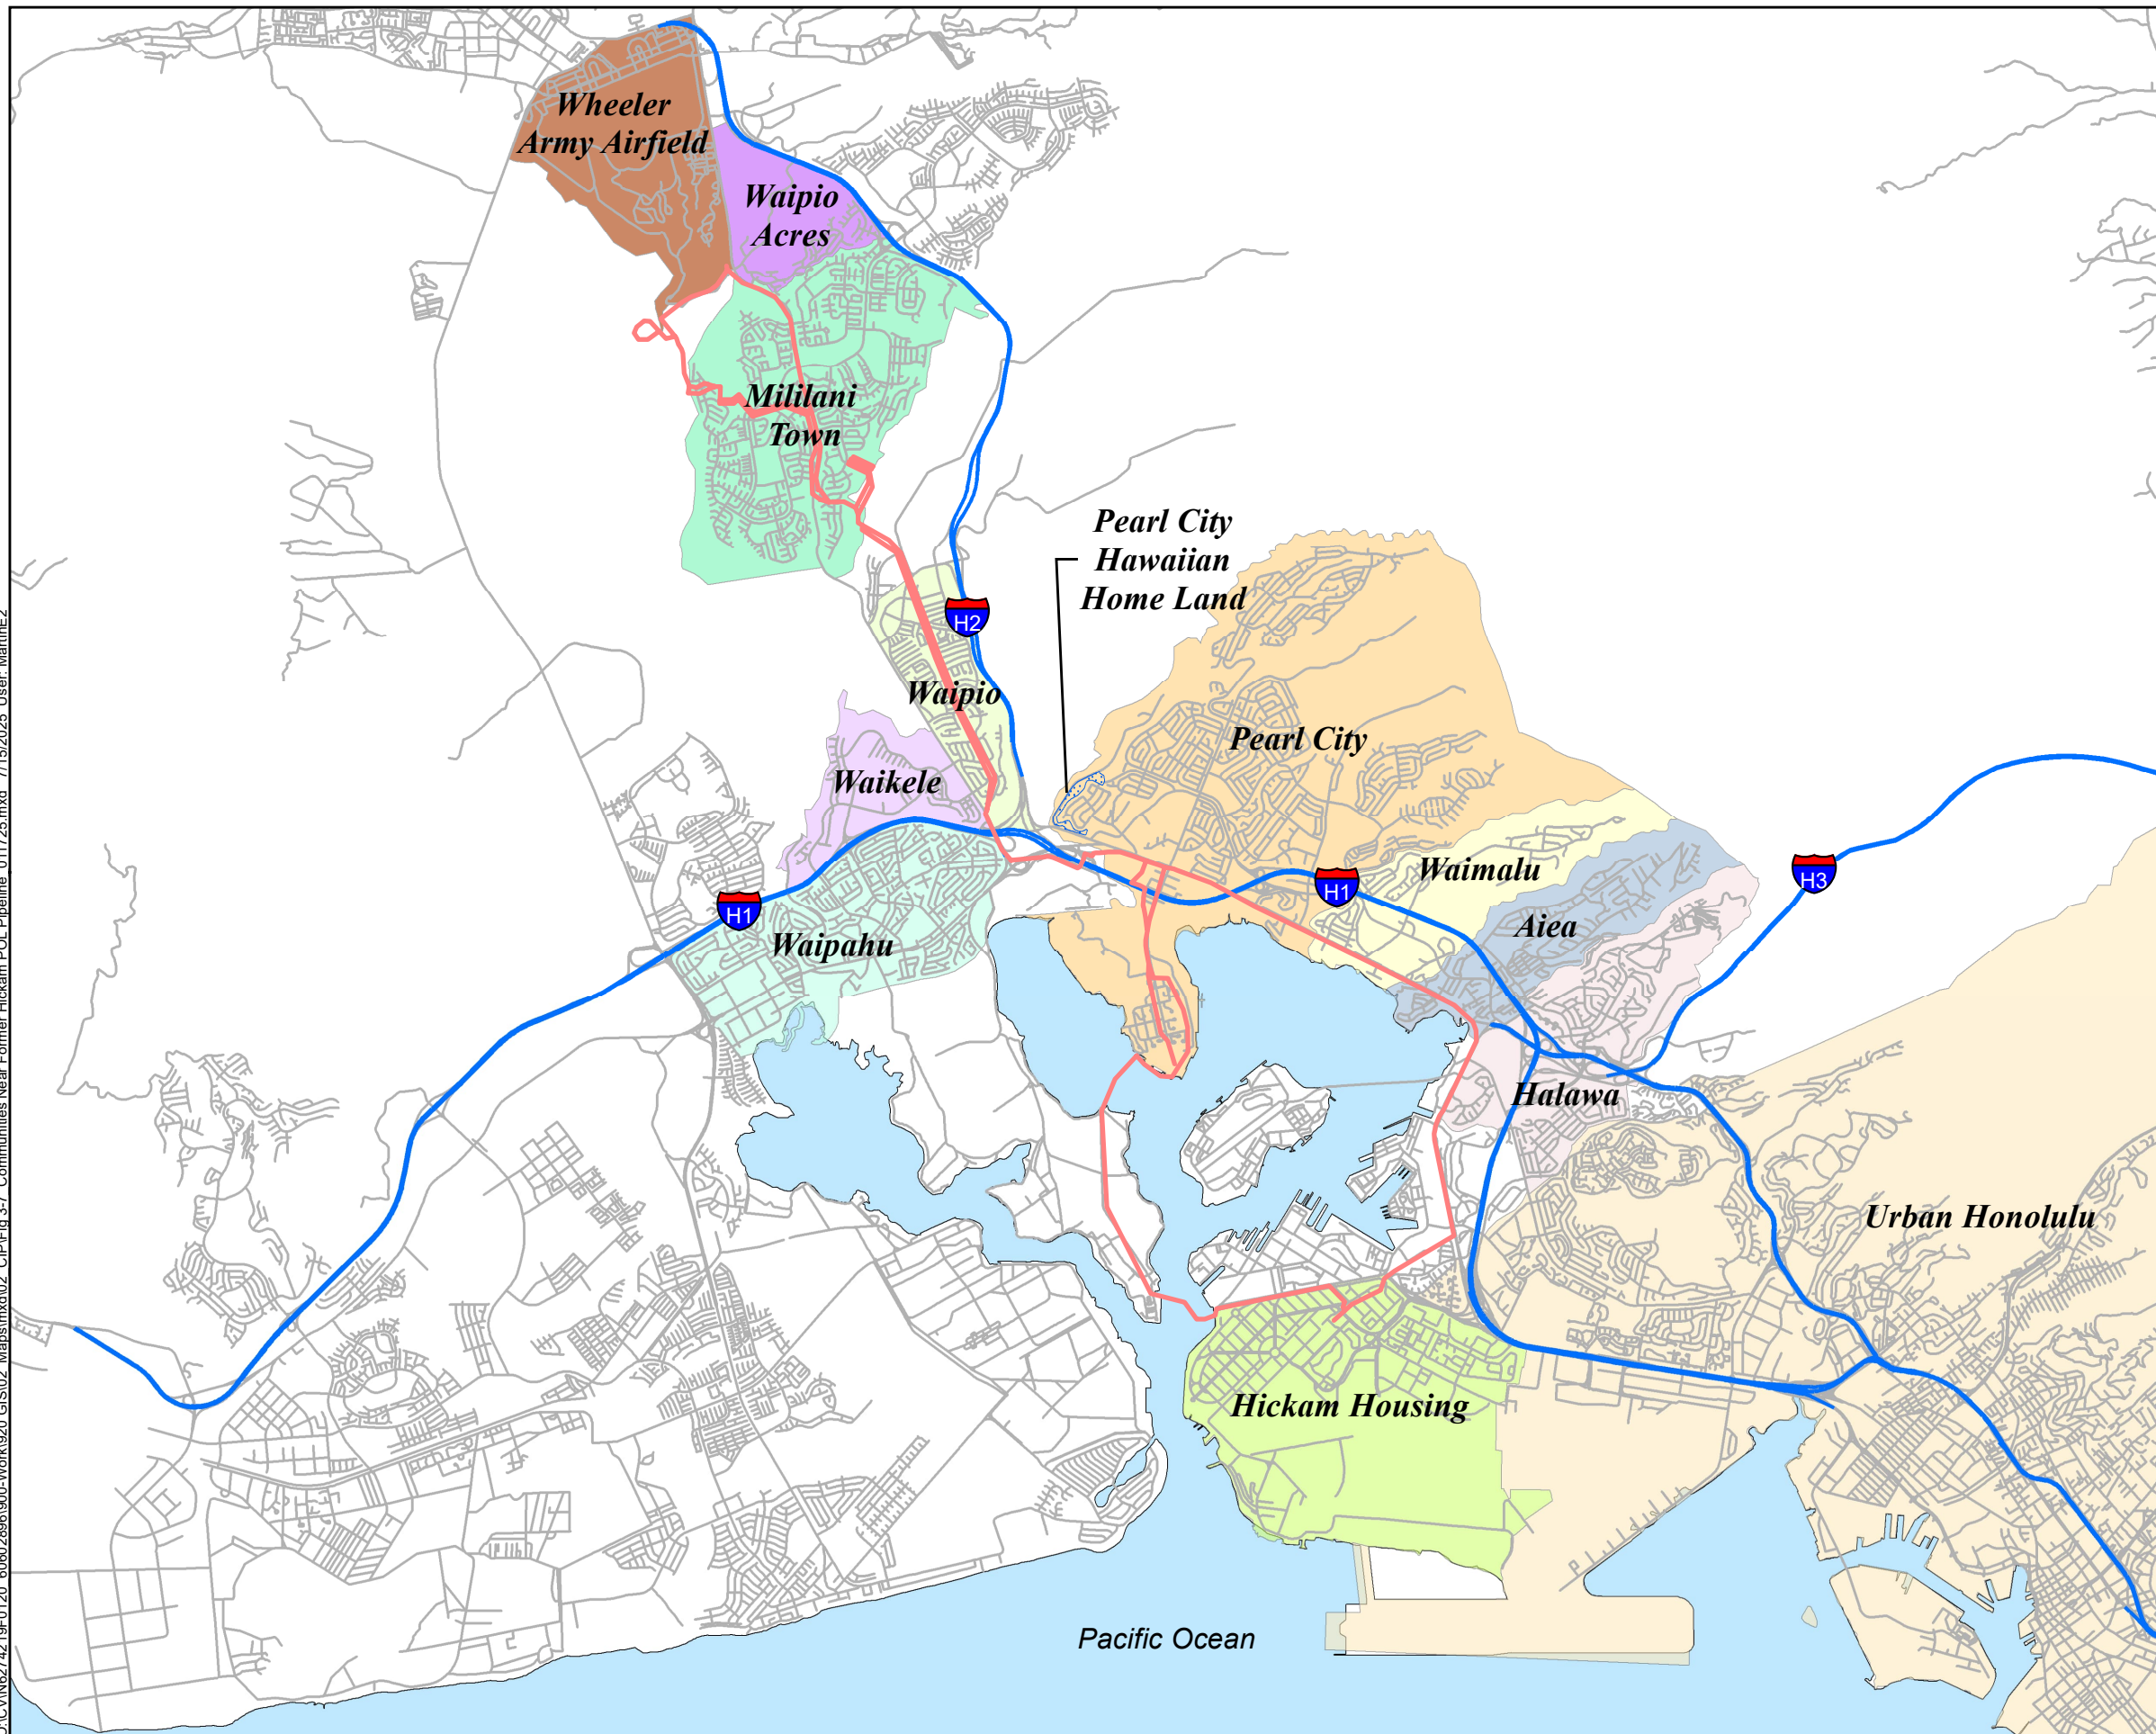 Wheeler
Army Airfield
Waipio
Acres
Mililani
Town
Pearl City
Hawaiian
Home Land
H2
Waipio
Pearl City
Waikele
Waimalu
H1
H3
H1
Aiea
Waipahu
Halawa
Urban Honolulu
Hickam Housing
Pacific Ocean